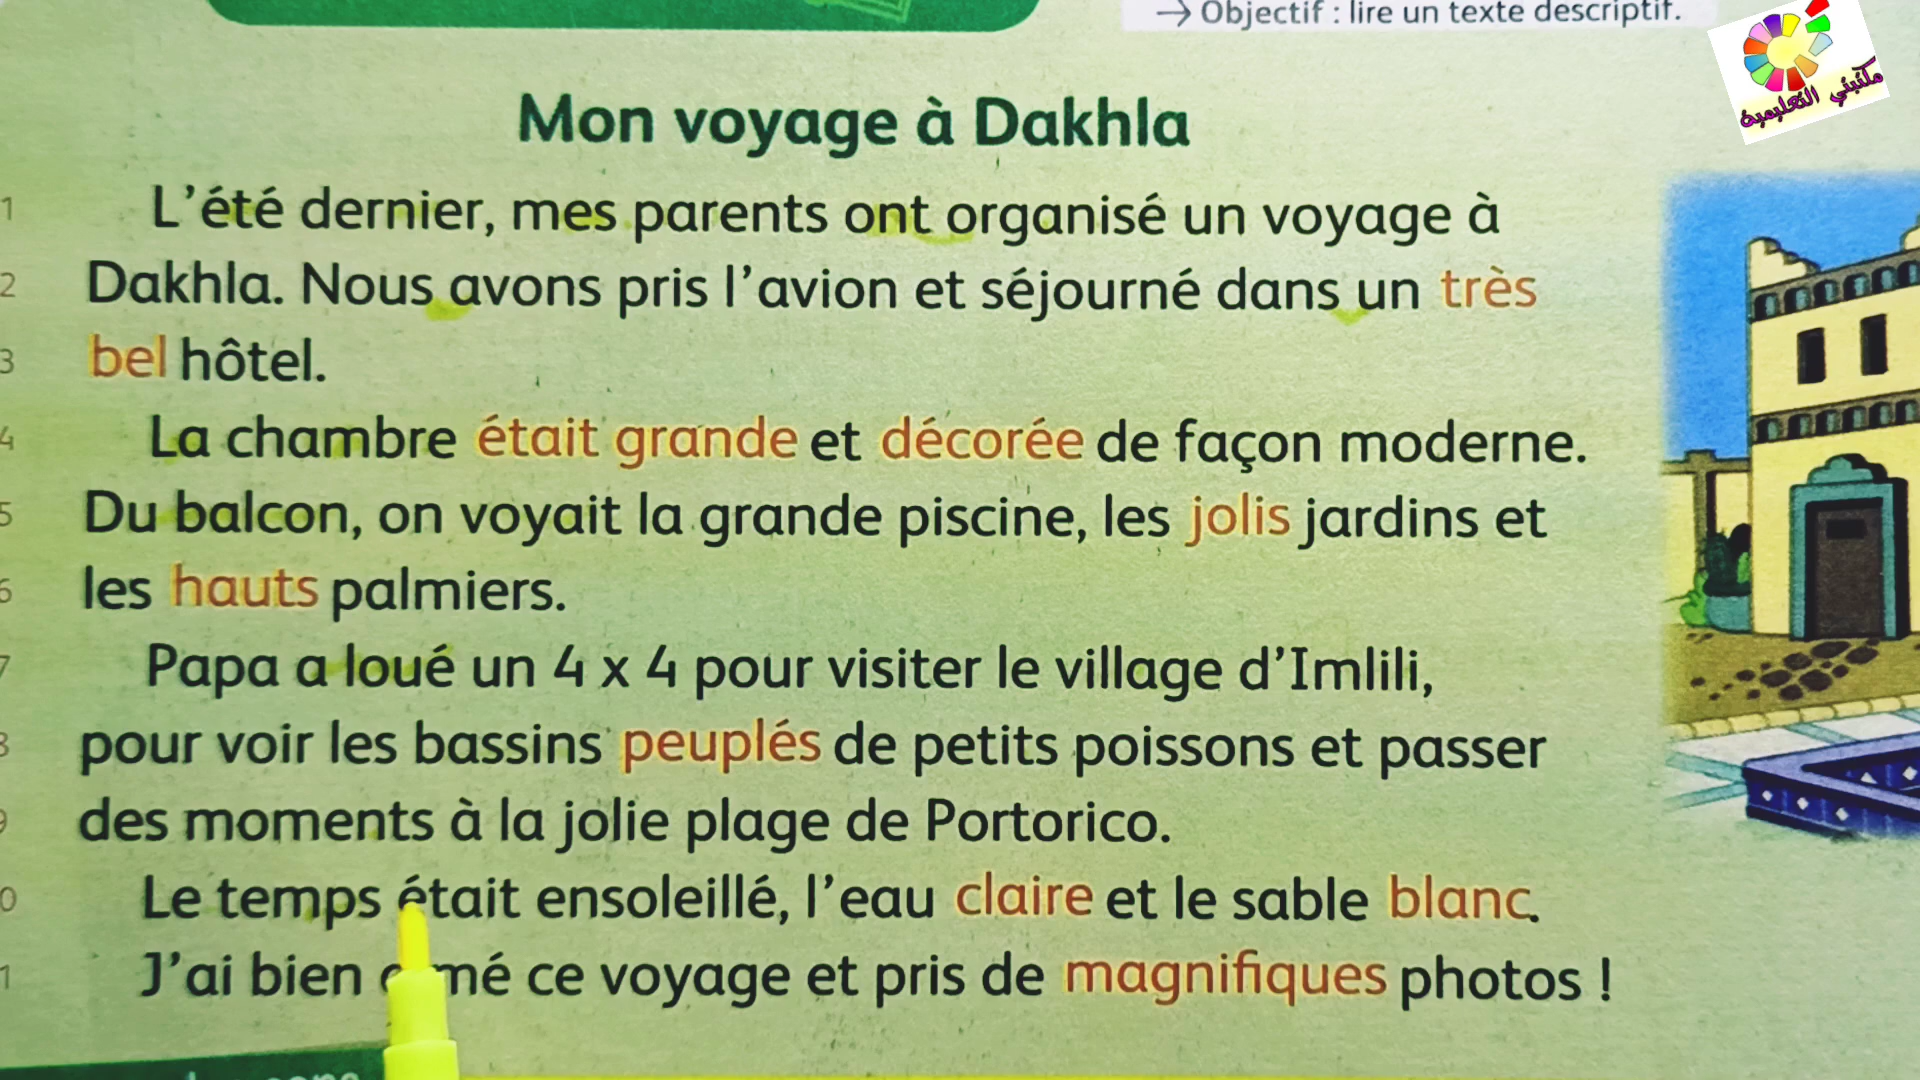 → Objectif : lire un texte descriptif.
مكتبتي التعليمية
Mon voyage à Dakhla
1 L'été dernier, mes parents ont organisé un voyage à
2 Dakhla. Nous avons pris l'avion et séjourné dans un très
3 bel hôtel.
4 La chambre était grande et décorée de façon moderne.
5 Du balcon, on voyait la grande piscine, les jolis jardins et
6 les hauts palmiers.
7 Papa a loué un 4 x 4 pour visiter le village d'Imlili,
8 pour voir les bassins peuplés de petits poissons et passer
9 des moments à la jolie plage de Portorico.
0 Le temps était ensoleillé, l'eau claire et le sable blanc.
1 J'ai bien mé ce voyage et pris de magnifiques photos !